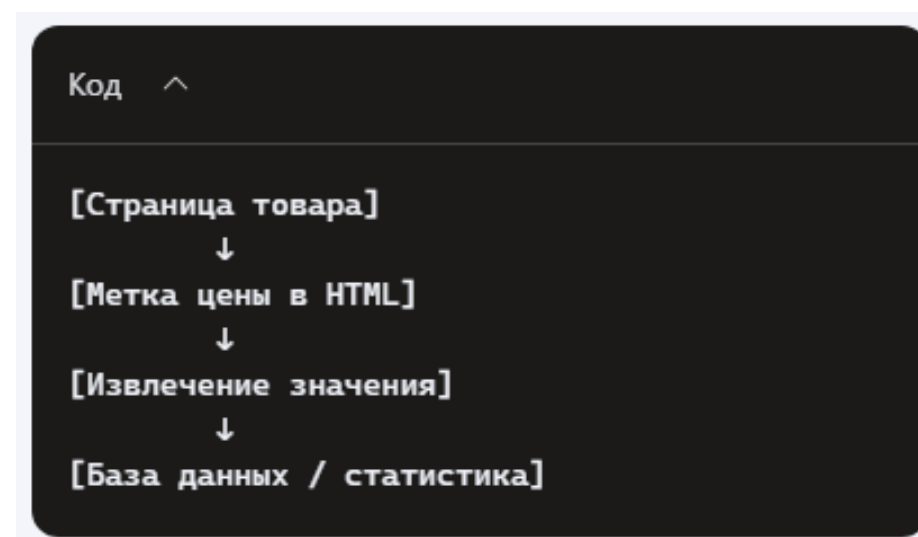 Код
[Страница товара]
↓
[Метка цены в HTML]
↓
[Извлечение значения]
↓
[База данных / статистика]